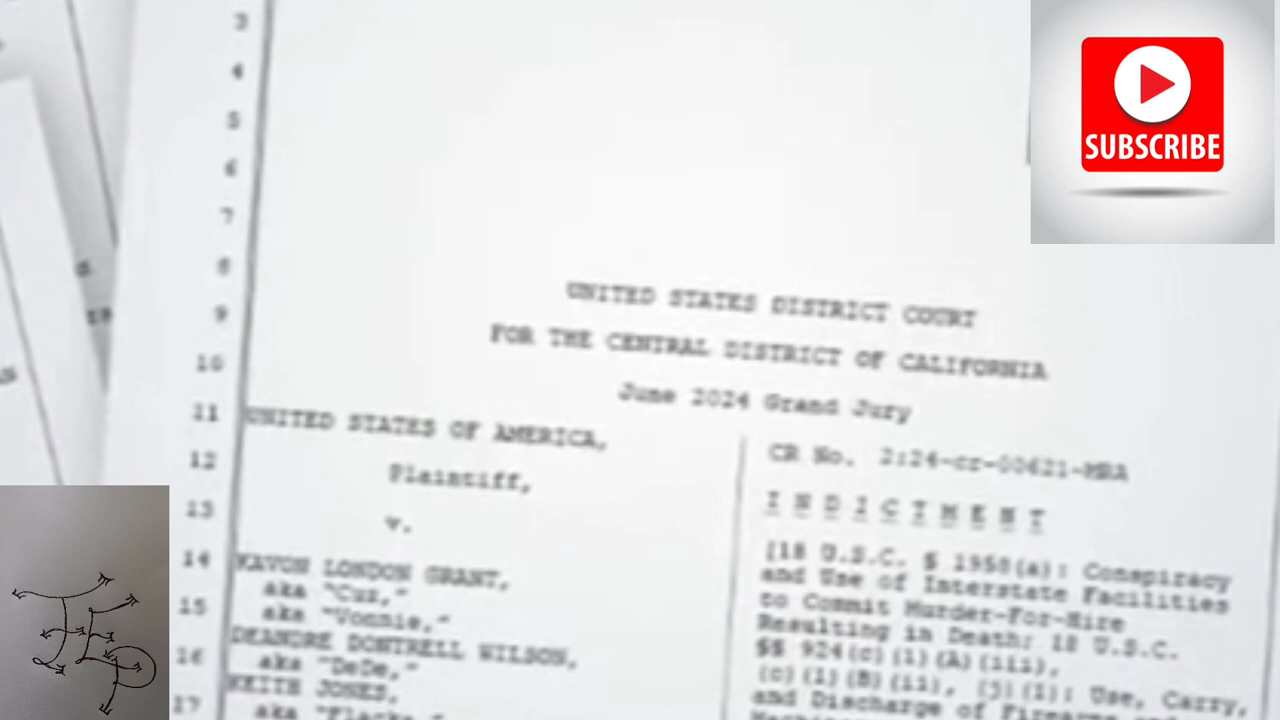 3
4
5
6
7
8
9
10
11
12
13
14
15
16
17
SUBSCRIBE
UNITED STATES DISTRICT COURT
FOR THE CENTRAL DISTRICT OF CALIFORNIA
June 2024 Grand Jury
UNITED STATES OF AMERICA,
Plaintiff,
v.
KAVON LONDON GRANT,
aka "Cuz,"
aka "Vonnie,"
DEANDRE DONTRELL WILSON,
aka "DeDe,"
KEITH JONES,
aka "Flacka,"
CR No. 2:24-cr-00621-MRA
I N D I C T M E N T
[18 U.S.C. § 1958(a): Conspiracy
and Use of Interstate Facilities
to Commit Murder-For-Hire
Resulting in Death; 18 U.S.C.
§§ 924(c)(1)(A)(iii),
(c)(1)(B)(ii), (j)(1): Use, Carry,
and Discharge of